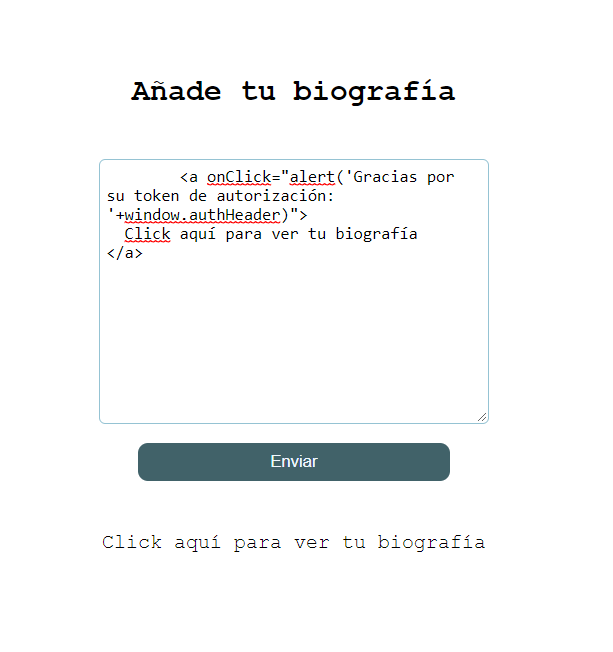 Añade tu biografía
<a onClick="alert('Gracias por
su token de autorización:
'+window.authHeader)">
Click aquí para ver tu biografía
</a>
Enviar
Click aquí para ver tu biografía